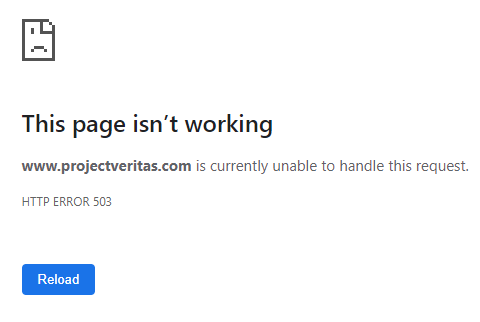 This page isn’t working
www.projectveritas.com is currently unable to handle this request.
HTTP ERROR 503
Reload